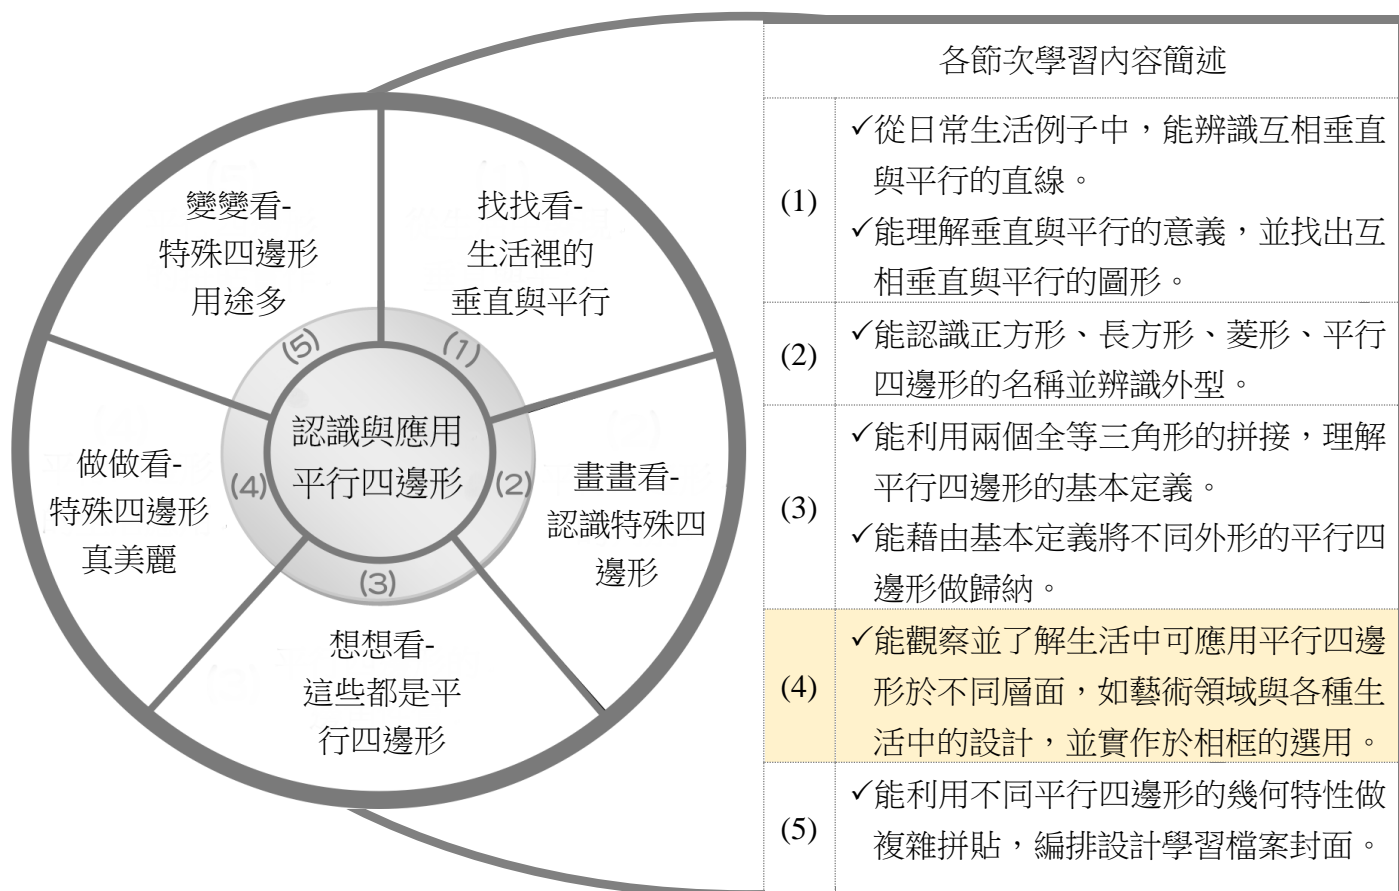 變變看-
特殊四邊形
用途多
找找看-
生活裡的
垂直與平行
(5)
(1)
認識與應用
平行四邊形
(4)
(2)
(3)
做做看-
特殊四邊形
真美麗
畫畫看-
認識特殊四
邊形
想想看-
這些都是平
行四邊形
各節次學習內容簡述
(1)
✓從日常生活例子中，能辨識互相垂直
與平行的直線。
✓能理解垂直與平行的意義，並找出互
相垂直與平行的圖形。
(2)
✓能認識正方形、長方形、菱形、平行
四邊形的名稱並辨識外型。
(3)
✓能利用兩個全等三角形的拼接，理解
平行四邊形的基本定義。
✓能藉由基本定義將不同外形的平行四
邊形做歸納。
(4)
✓能觀察並了解生活中可應用平行四邊
形於不同層面，如藝術領域與各種生
活中的設計，並實作於相框的選用。
(5)
✓能利用不同平行四邊形的幾何特性做
複雜拼貼，編排設計學習檔案封面。